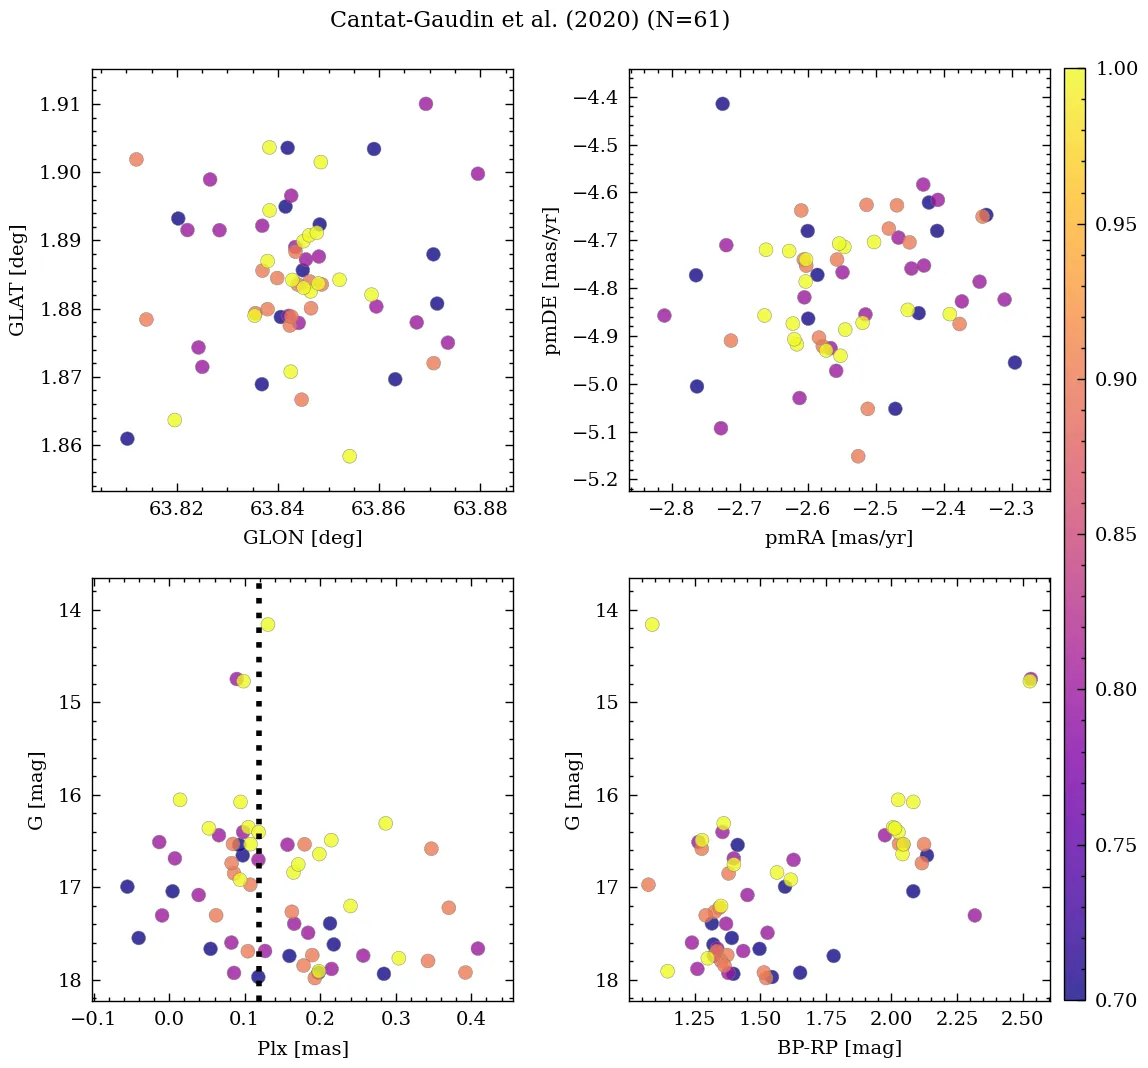 Cantat-Gaudin et al. (2020) (N=61)
1.91
1.90
1.89
1.88
1.87
1.86
GLAT [deg]
63.82 63.84 63.86 63.88
GLON [deg]
−4.4
−4.5
−4.6
−4.7
−4.8
−4.9
−5.0
−5.1
−5.2
pmDE [mas/yr]
−2.8 −2.7 −2.6 −2.5 −2.4 −2.3
pmRA [mas/yr]
1.00
0.95
0.90
0.85
0.80
0.75
0.70
14
15
16
17
18
G [mag]
−0.1 0.0 0.1 0.2 0.3 0.4
Plx [mas]
14
15
16
17
18
G [mag]
1.25 1.50 1.75 2.00 2.25 2.50
BP-RP [mag]